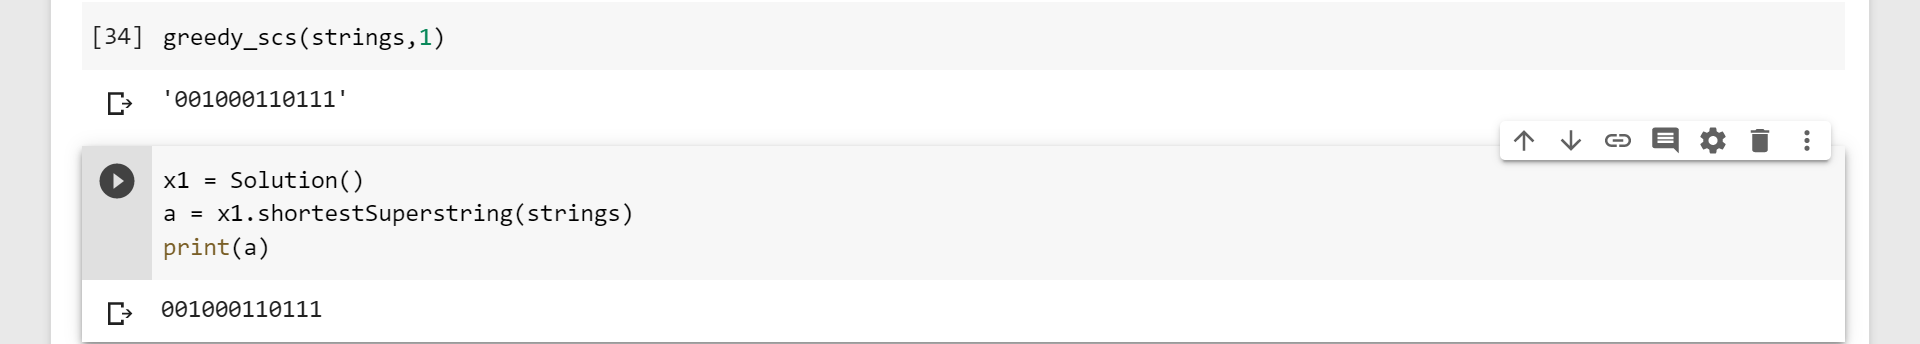 [34] greedy_scs(strings,1)
'001000110111'
x1 = Solution()
a = x1.shortestSuperstring(strings)
print(a)
001000110111